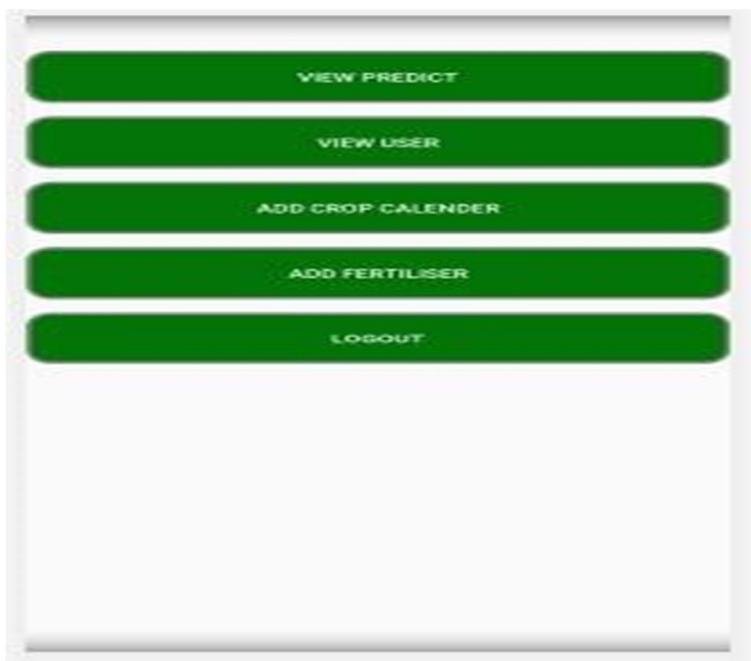 VIEW PREDICT
VIEW USER
ADD CROP CALENDER
ADD FERTILISER
LOGOUT